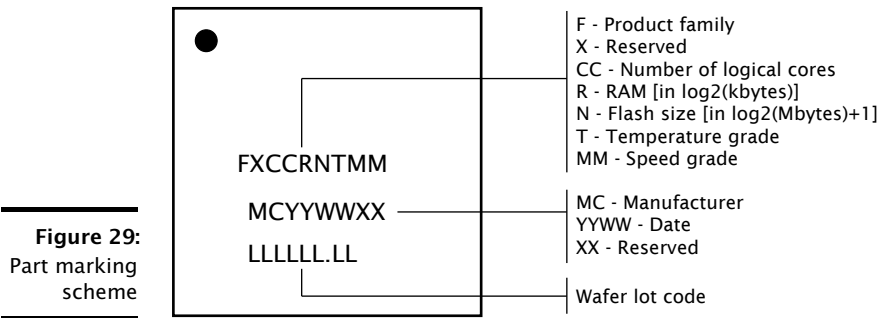 F - Product family
X - Reserved
CC - Number of logical cores
R - RAM [in log2(kbytes)]
N - Flash size [in log2(Mbytes)+1]
T - Temperature grade
MM - Speed grade
FXCCRNTMM
MCYYWWXX
MC - Manufacturer
YYWW - Date
XX - Reserved
LLLLLL.LL
Wafer lot code
Figure 29:
Part marking
scheme